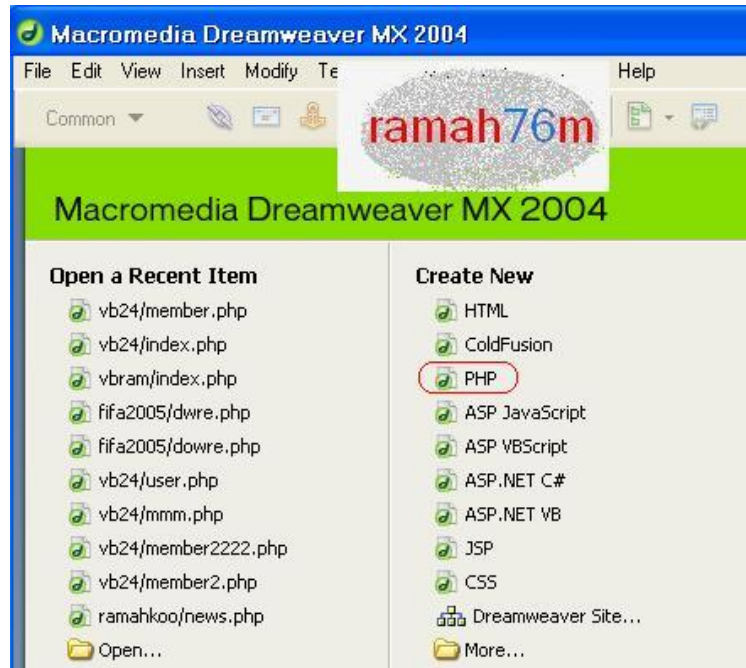 Macromedia Dreamweaver MX 2004
File Edit View Insert Modify Te Help
Common
ramah76m
Macromedia Dreamweaver MX 2004
Open a Recent Item
vb24/member.php
vb24/index.php
vbram/index.php
fifa2005/dwre.php
fifa2005/dowre.php
vb24/user.php
vb24/mmm.php
vb24/member2222.php
vb24/member2.php
ramahkoo/news.php
Open...
Create New
HTML
ColdFusion
PHP
ASP JavaScript
ASP VBScript
ASP.NET C#
ASP.NET VB
JSP
CSS
Dreamweaver Site...
More...